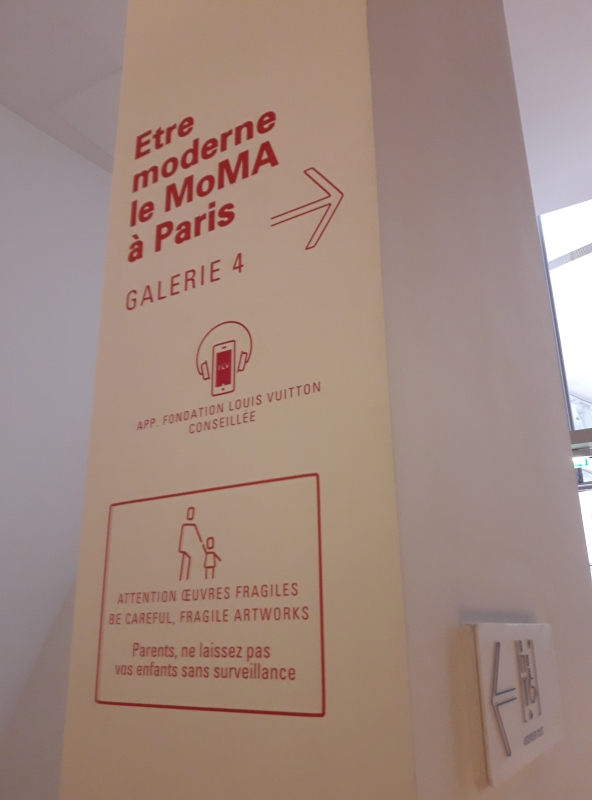 Etre
moderne
le MoMA
à Paris
GALERIE 4
APP. FONDATION LOUIS VUITTON
CONSEILLÉE
ATTENTION ŒUVRES FRAGILES
BE CAREFUL, FRAGILE ARTWORKS
Parents, ne laissez pas
vos enfants sans surveillance